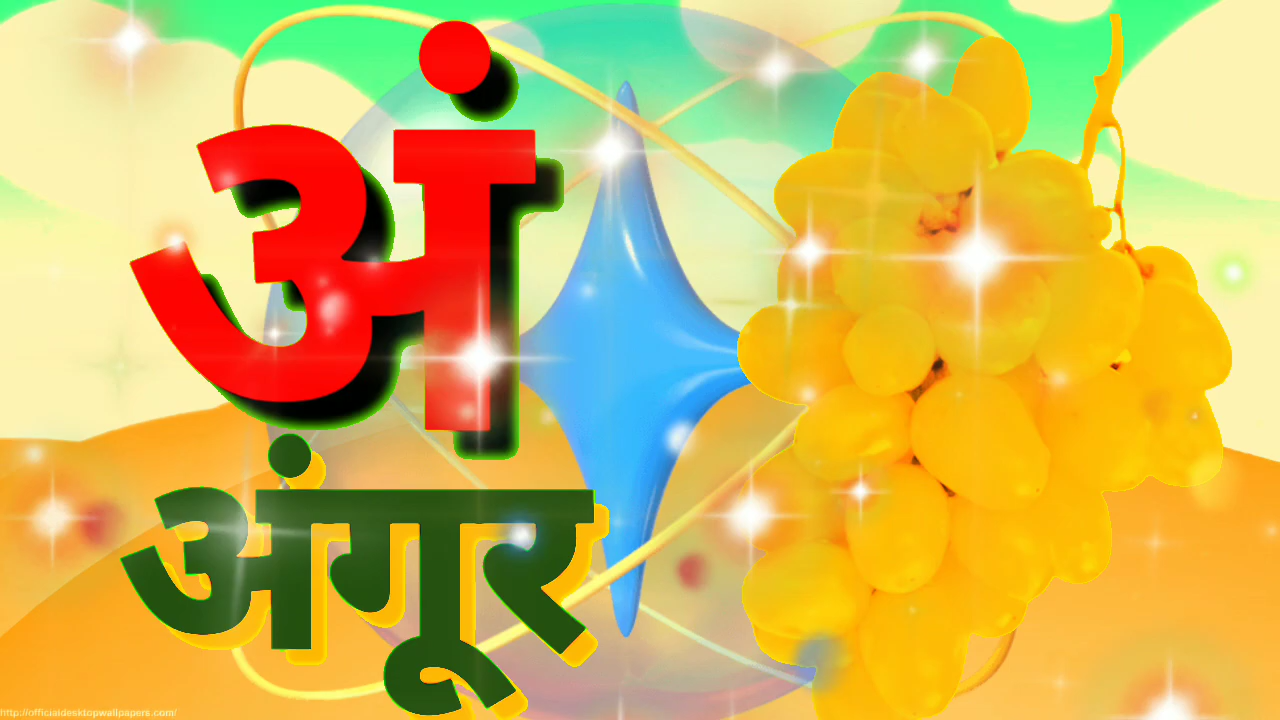 अं
अंगूर
http://officialdesktopwallpapers.com/